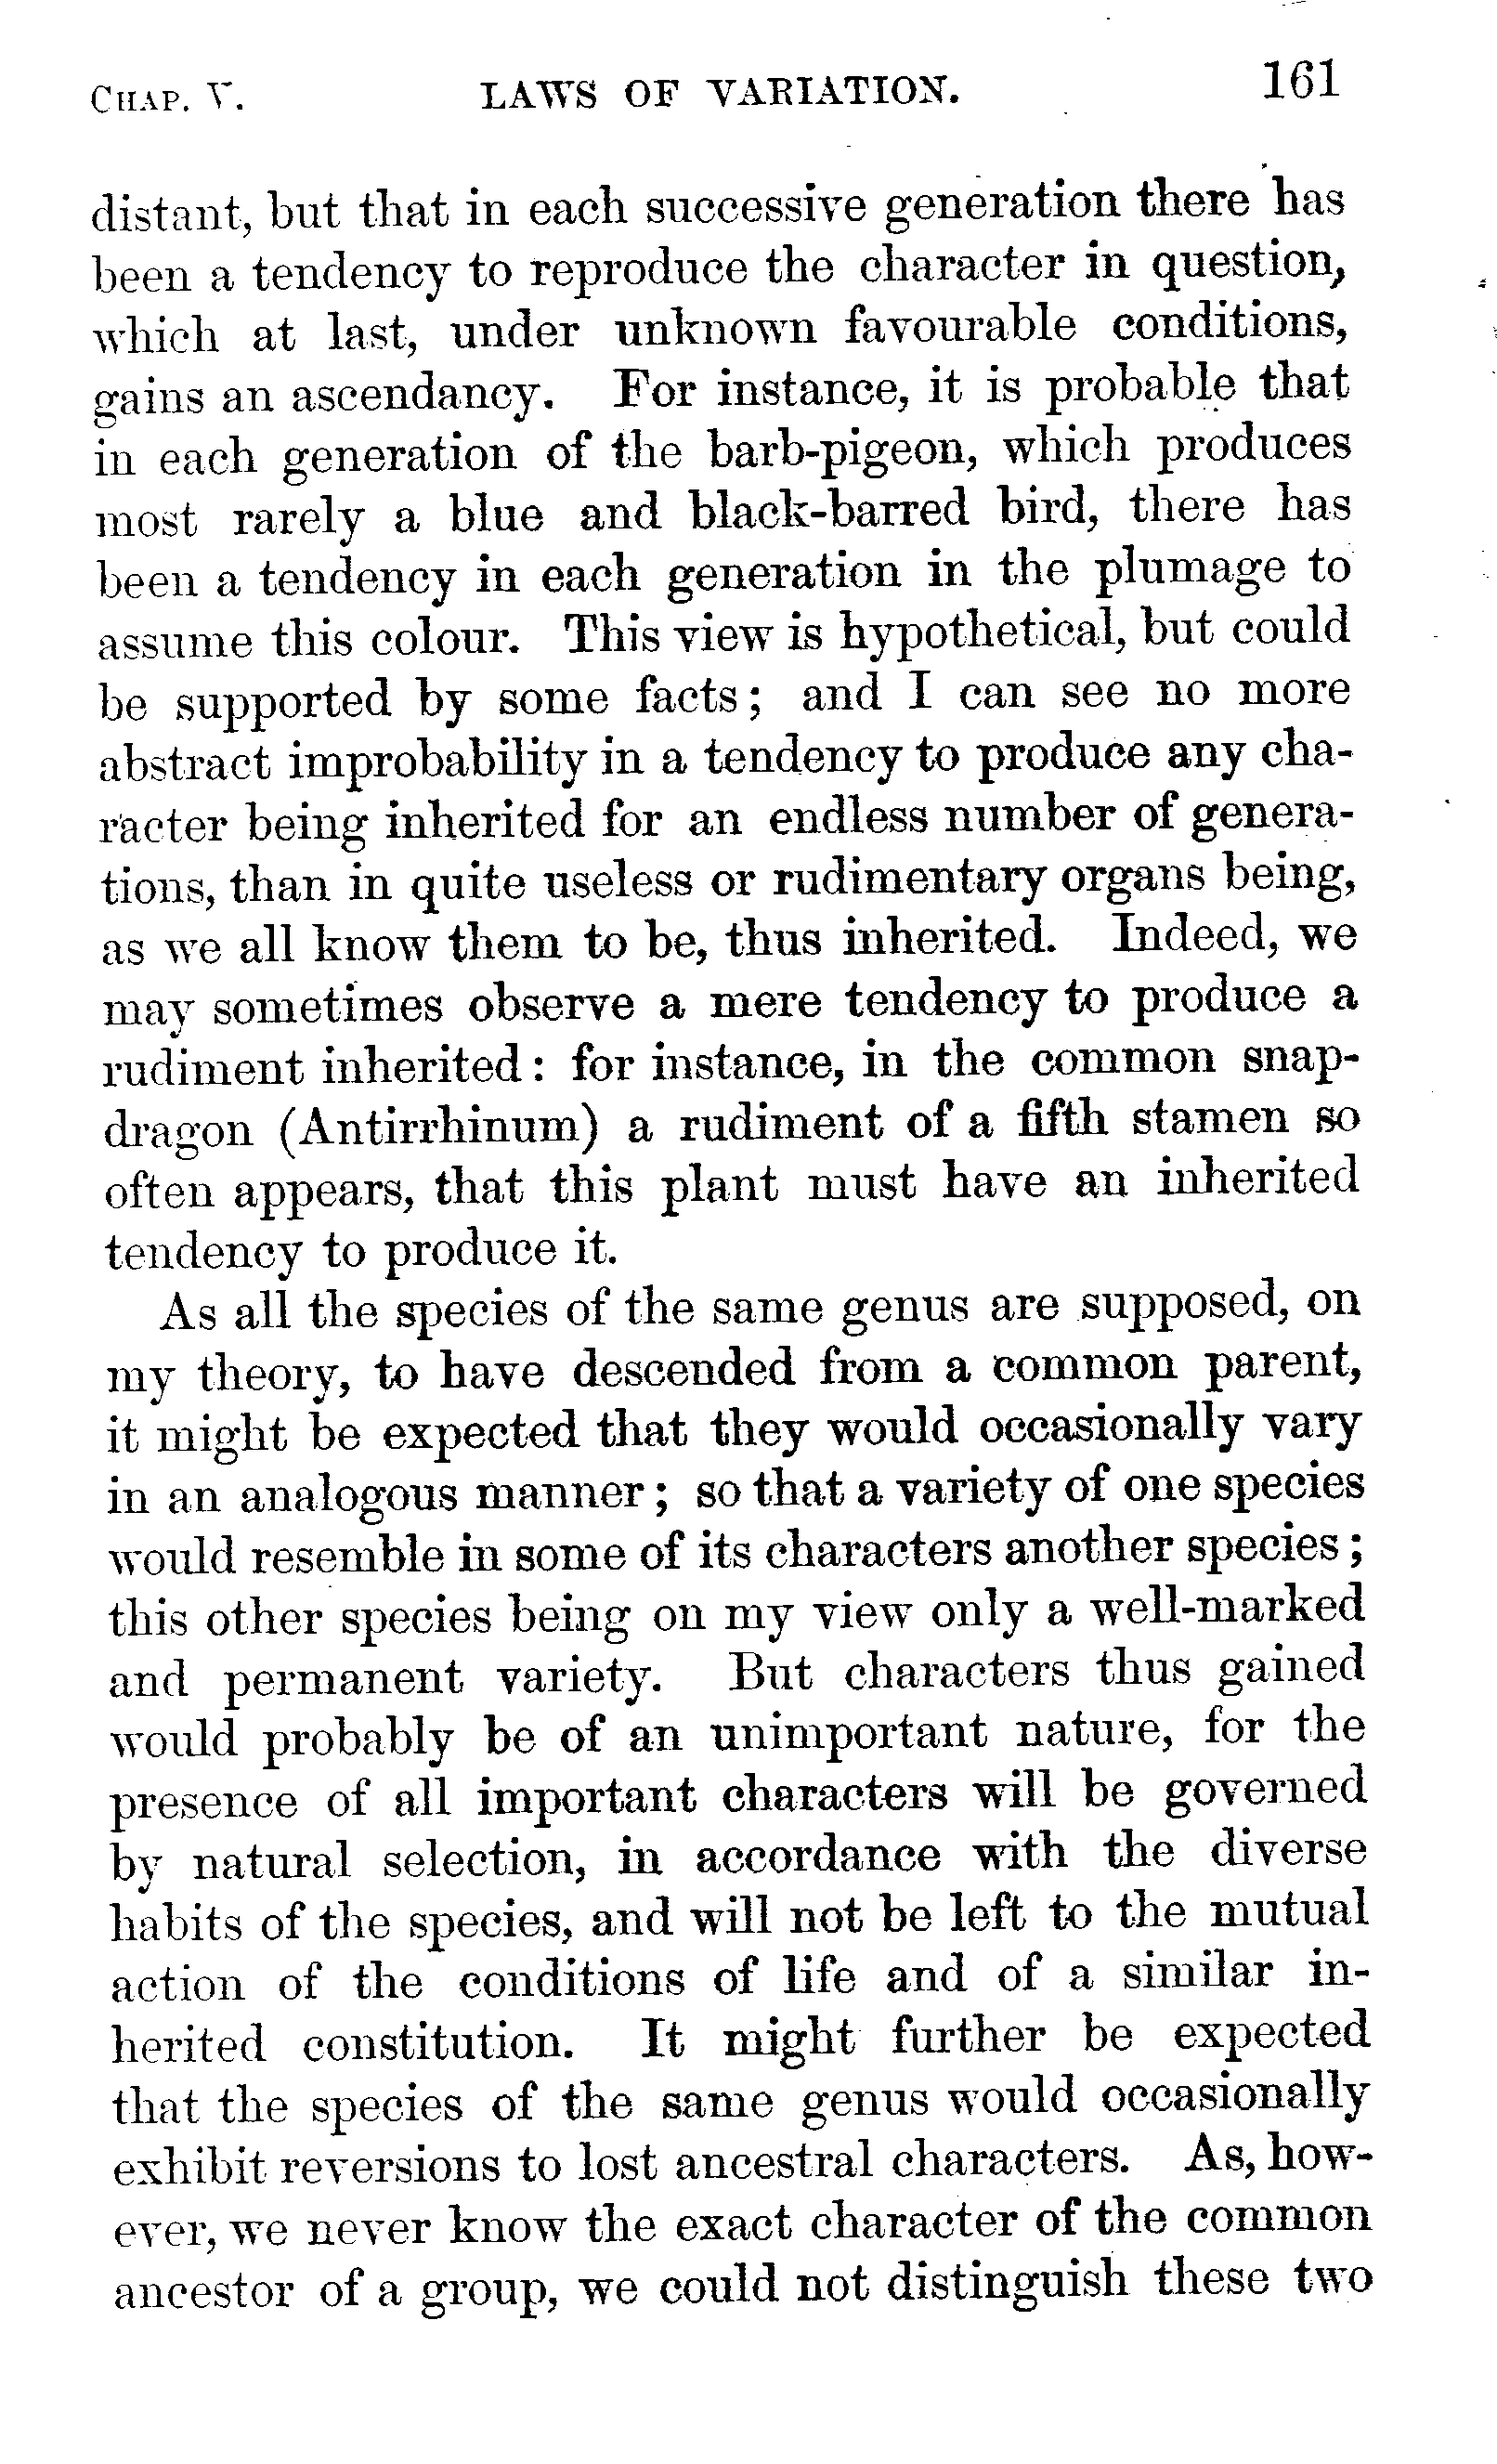 CHAP. V. LAWS OF VARIATION. 161
distant, but that in each successive generation there has
been a tendency to reproduce the character in question,
which at last, under unknown favourable conditions,
gains an ascendancy. For instance, it is probable that
in each generation of the barb-pigeon, which produces
most rarely a blue and black-barred bird, there has
been a tendency in each generation in the plumage to
assume this colour. This view is hypothetical, but could
be supported by some facts; and I can see no more
abstract improbability in a tendency to produce any cha-
racter being inherited for an endless number of genera-
tions, than in quite useless or rudimentary organs being,
as we all know them to be, thus inherited. Indeed, we
may sometimes observe a mere tendency to produce a
rudiment inherited: for instance, in the common snap-
dragon (Antirrhinum) a rudiment of a fifth stamen so
often appears, that this plant must have an inherited
tendency to produce it.
As all the species of the same genus are supposed, on
my theory, to have descended from a common parent,
it might be expected that they would occasionally vary
in an analogous manner; so that a variety of one species
would resemble in some of its characters another species;
this other species being on my view only a well-marked
and permanent variety. But characters thus gained
would probably be of an unimportant nature, for the
presence of all important characters will be governed
by natural selection, in accordance with the diverse
habits of the species, and will not be left to the mutual
action of the conditions of life and of a similar in-
herited constitution. It might further be expected
that the species of the same genus would occasionally
exhibit reversions to lost ancestral characters. As, how-
ever, we never know the exact character of the common
ancestor of a group, we could not distinguish these two